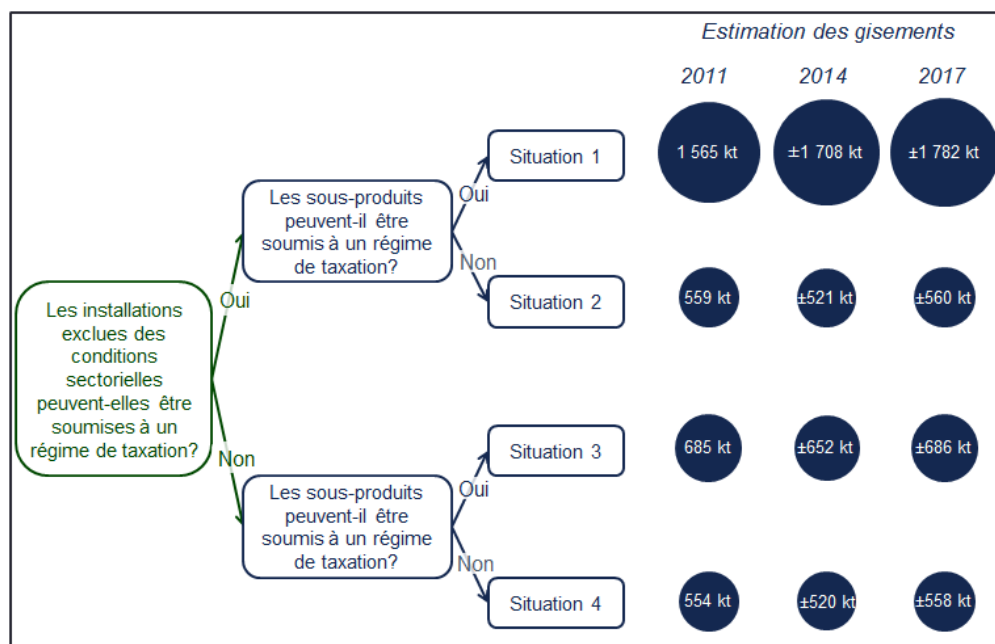 Estimation des gisements
2011 2014 2017
Situation 1
1 565 kt ±1 708 kt ±1 782 kt
Les sous-produits
peuvent-il être
soumis à un régime
de taxation?
Oui
Non
Situation 2
559 kt ±521 kt ±560 kt
Les installations
exclues des
conditions
sectorielles
peuvent-elles être
soumises à un
régime de taxation?
Oui
Non
Situation 3
685 kt ±652 kt ±686 kt
Les sous-produits
peuvent-il être
soumis à un régime
de taxation?
Oui
Non
Situation 4
554 kt ±520 kt ±558 kt